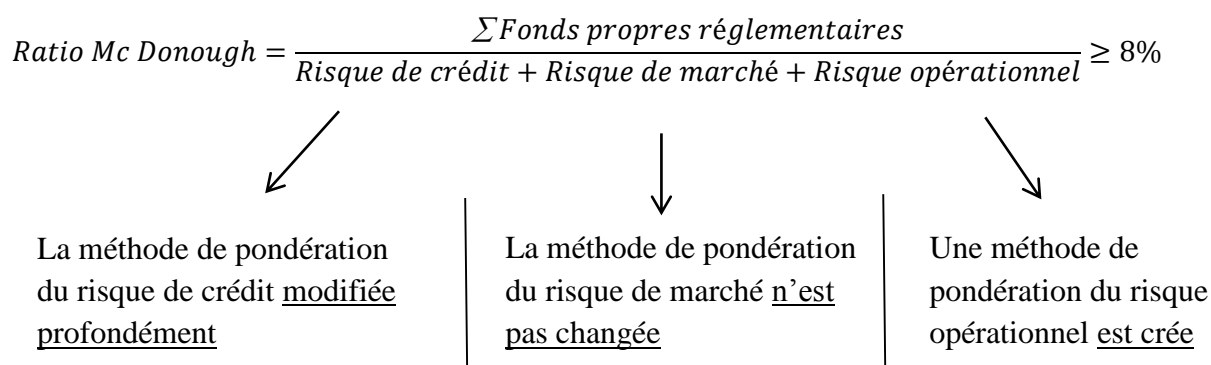 Ratio Mc Donough = ∑Fonds propres réglementaires / Risque de crédit + Risque de marché + Risque opérationnel ≥ 8%
La méthode de pondération
du risque de crédit modifiée
profondément
La méthode de pondération
du risque de marché n’est
pas changée
Une méthode de
pondération du risque
opérationnel est crée